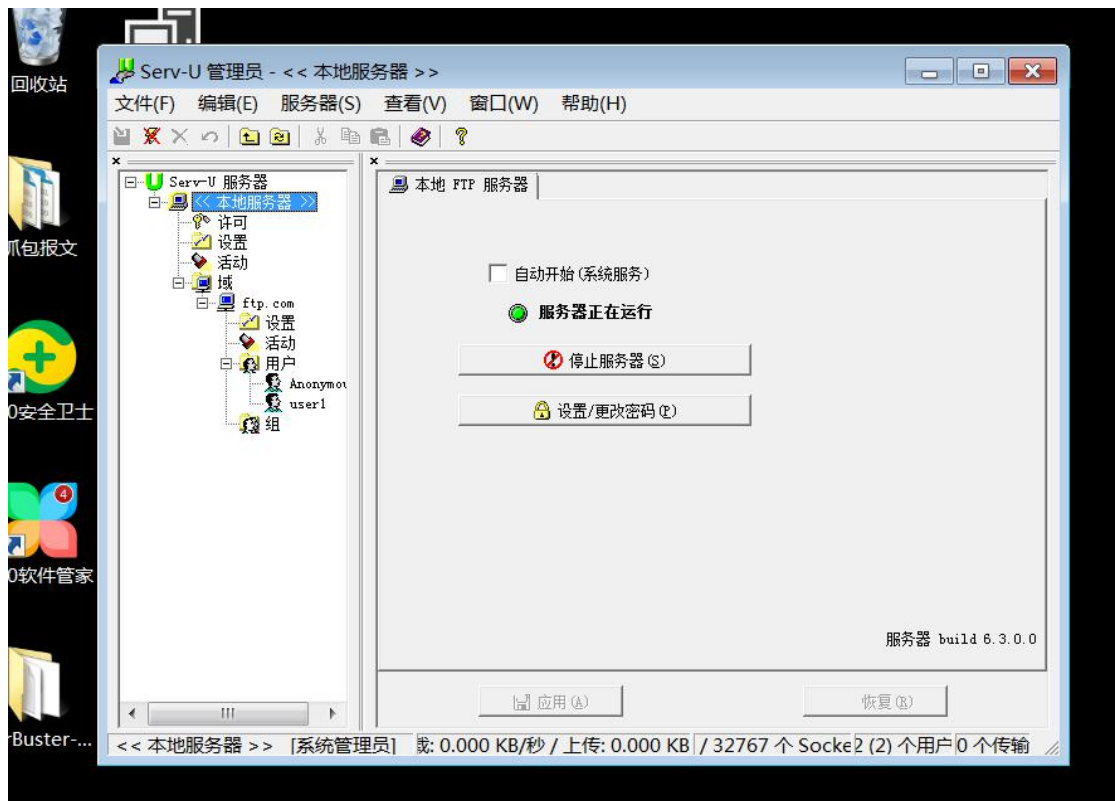 回收站
爪包报文
0安全卫士
4
0软件管家
rBuster-...
Serv-U 管理员 - << 本地服务器 >>
文件(F) 编辑(E) 服务器(S) 查看(V) 窗口(W) 帮助(H)
Serv-U 服务器
<< 本地服务器 >>
许可
设置
活动
域
ftp.com
设置
活动
用户
Anonymou
user1
组
本地 FTP 服务器
自动开始(系统服务)
服务器正在运行
停止服务器(S)
设置/更改密码(P)
服务器 build 6.3.0.0
应用(A) 恢复(R)
<< 本地服务器 >> [系统管理员] 载: 0.000 KB/秒 / 上传: 0.000 KB / 32767 个 Socke 2 (2) 个用户 0 个传输